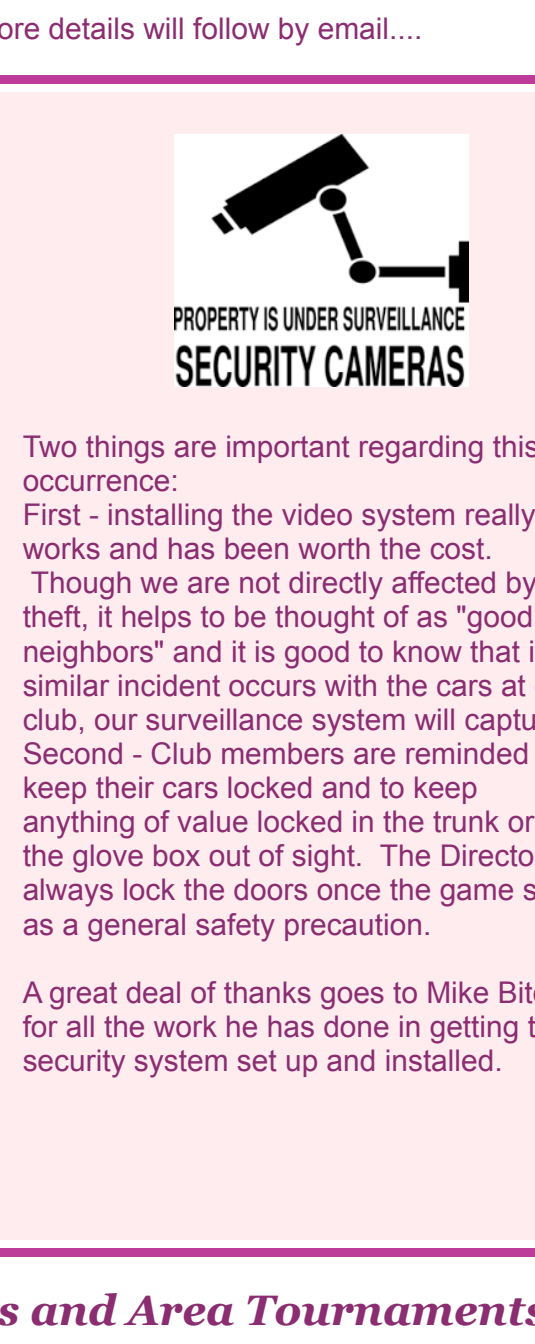 ore details will follow by email....
PROPERTY IS UNDER SURVEILLANCE
SECURITY CAMERAS
Two things are important regarding this
occurrence:
First - installing the video system really
works and has been worth the cost.
Though we are not directly affected by
theft, it helps to be thought of as "good
neighbors" and it is good to know that i
similar incident occurs with the cars at
club, our surveillance system will captu
Second - Club members are reminded
keep their cars locked and to keep
anything of value locked in the trunk or
the glove box out of sight.  The Directo
always lock the doors once the game s
as a general safety precaution.
A great deal of thanks goes to Mike Bit
for all the work he has done in getting t
security system set up and installed.
s and Area Tournaments